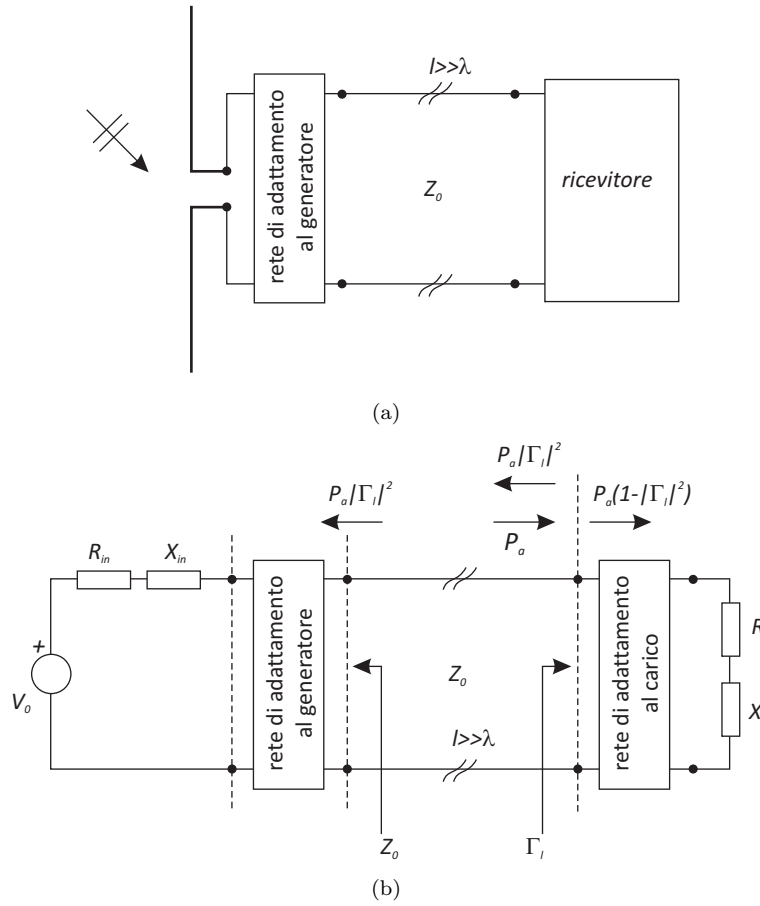 l>>λ
rete di adattamento
al generatore
Z₀
ricevitore
(a)
Pₐ|Γₗ|²
Pₐ|Γₗ|²
Pₐ(1-|Γₗ|²)
Pₐ
Rᵢₙ
Xᵢₙ
+
V₀
rete di adattamento
al generatore
Z₀
l>>λ
rete di adattamento
al carico
R
X
Z₀
Γₗ
(b)